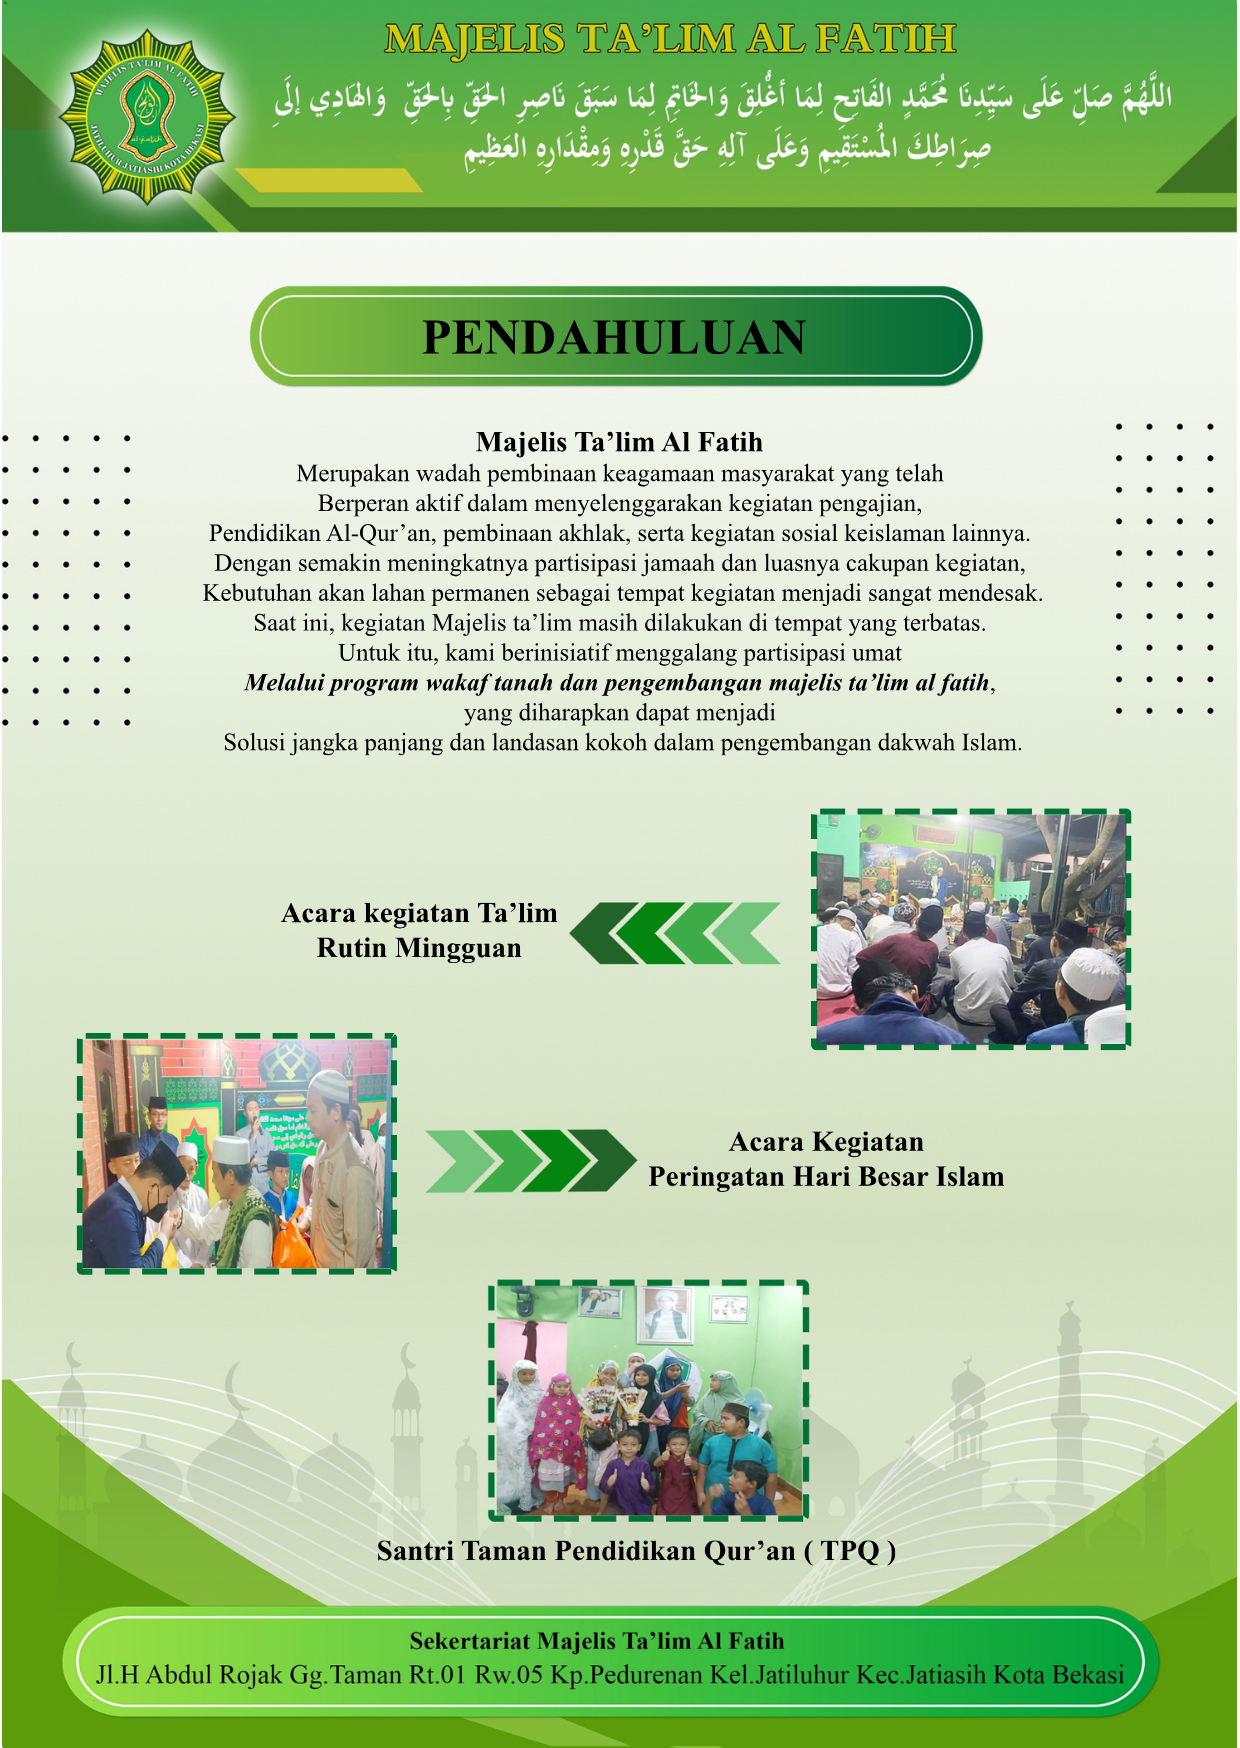 MAJELIS TA'LIM AL FATIH
اللَّهُمَّ صَلِّ عَلَى سَيِّدِنَا مُحَمَّدٍ الفَاتِحِ لِمَا أُغْلِقَ وَالخَاتِمِ لِمَا سَبَقَ نَاصِرِ الحَقِّ بِالحَقِّ وَالهَادِي إلَى
صِرَاطِكَ المُسْتَقِيمِ وَعَلَى آلِهِ حَقَّ قَدْرِهِ وَمِقْدَارِهِ العَظِيمِ
MAJELIS TA'LIM AL FATIH
JATILUHUR JATIASIH KOTA BEKASI
PENDAHULUAN
Majelis Ta’lim Al Fatih
Merupakan wadah pembinaan keagamaan masyarakat yang telah
Berperan aktif dalam menyelenggarakan kegiatan pengajian,
Pendidikan Al-Qur’an, pembinaan akhlak, serta kegiatan sosial keislaman lainnya.
Dengan semakin meningkatnya partisipasi jamaah dan luasnya cakupan kegiatan,
Kebutuhan akan lahan permanen sebagai tempat kegiatan menjadi sangat mendesak.
Saat ini, kegiatan Majelis ta’lim masih dilakukan di tempat yang terbatas.
Untuk itu, kami berinisiatif menggalang partisipasi umat
Melalui program wakaf tanah dan pengembangan majelis ta’lim al fatih,
yang diharapkan dapat menjadi
Solusi jangka panjang dan landasan kokoh dalam pengembangan dakwah Islam.
Acara kegiatan Ta’lim
Rutin Mingguan
Acara Kegiatan
Peringatan Hari Besar Islam
Santri Taman Pendidikan Qur’an ( TPQ )
Sekertariat Majelis Ta’lim Al Fatih
Jl.H Abdul Rojak Gg.Taman Rt.01 Rw.05 Kp.Pedurenan Kel.Jatiluhur Kec.Jatiasih Kota Bekasi